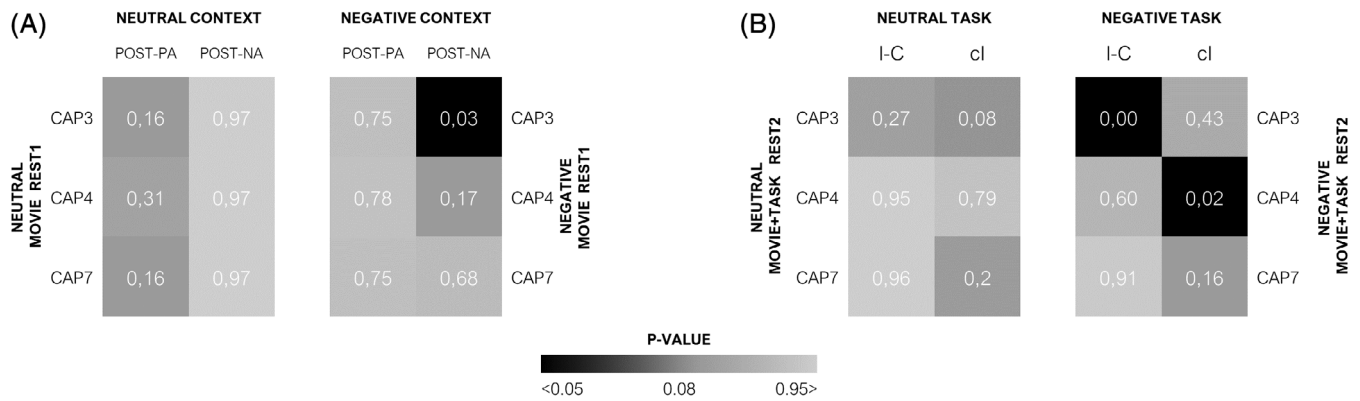 (A)
NEUTRAL CONTEXT
NEGATIVE CONTEXT
POST-PA POST-NA
POST-PA POST-NA
NEUTRAL
MOVIE REST1
CAP3 0,16 0,97
CAP4 0,31 0,97
CAP7 0,16 0,97
0,75 0,03 CAP3
0,78 0,17 CAP4
0,75 0,68 CAP7
NEGATIVE
MOVIE REST1
(B)
NEUTRAL TASK
NEGATIVE TASK
I-C cI
I-C cI
NEUTRAL
MOVIE+TASK REST2
CAP3 0,27 0,08
CAP4 0,95 0,79
CAP7 0,96 0,2
0,00 0,43 CAP3
0,60 0,02 CAP4
0,91 0,16 CAP7
NEGATIVE
MOVIE+TASK REST2
P-VALUE
<0.05 0.08 0.95>